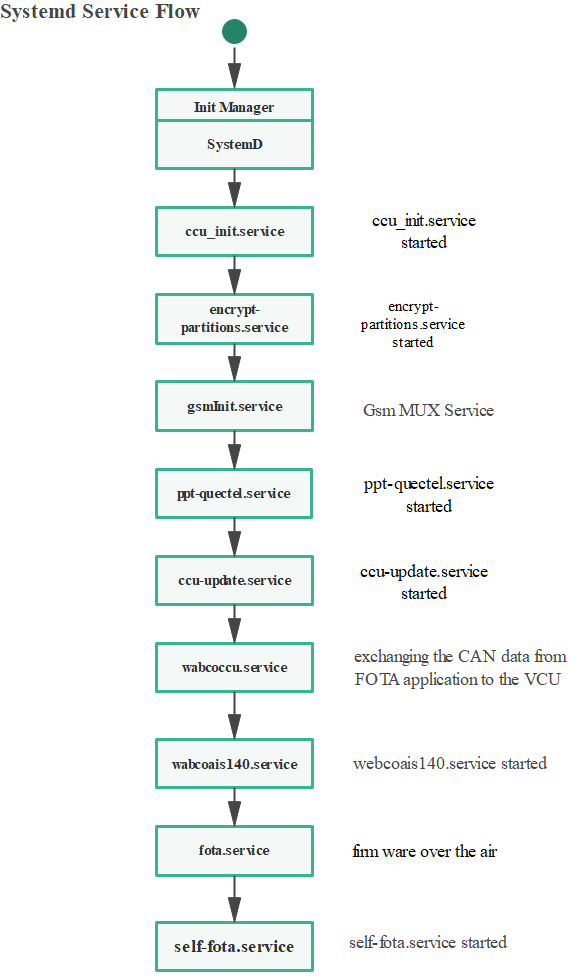 Systemd Service Flow
Init Manager
SystemD
ccu_init.service
ccu_init.service
started
encrypt-
partitions.service
encrypt-
partitions.service
started
gsmInit.service
Gsm MUX Service
ppt-quectel.service
ppt-quectel.service
started
ccu-update.service
ccu-update.service
started
wabcoccu.service
exchanging the CAN data from
FOTA application to the VCU
wabcoais140.service
webcoais140.service started
fota.service
firm ware over the air
self-fota.service
self-fota.service started